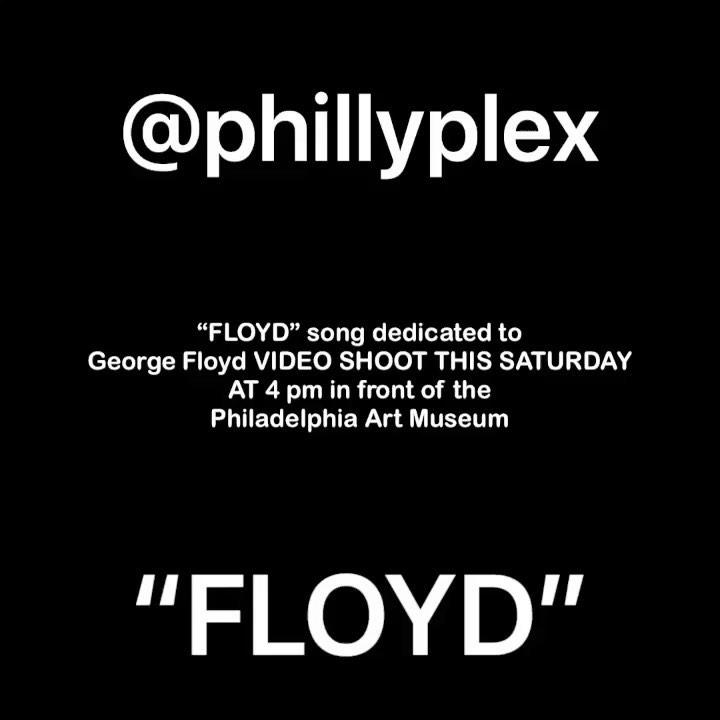 @phillyplex
“FLOYD” song dedicated to
George Floyd VIDEO SHOOT THIS SATURDAY
AT 4 pm in front of the
Philadelphia Art Museum
“FLOYD”